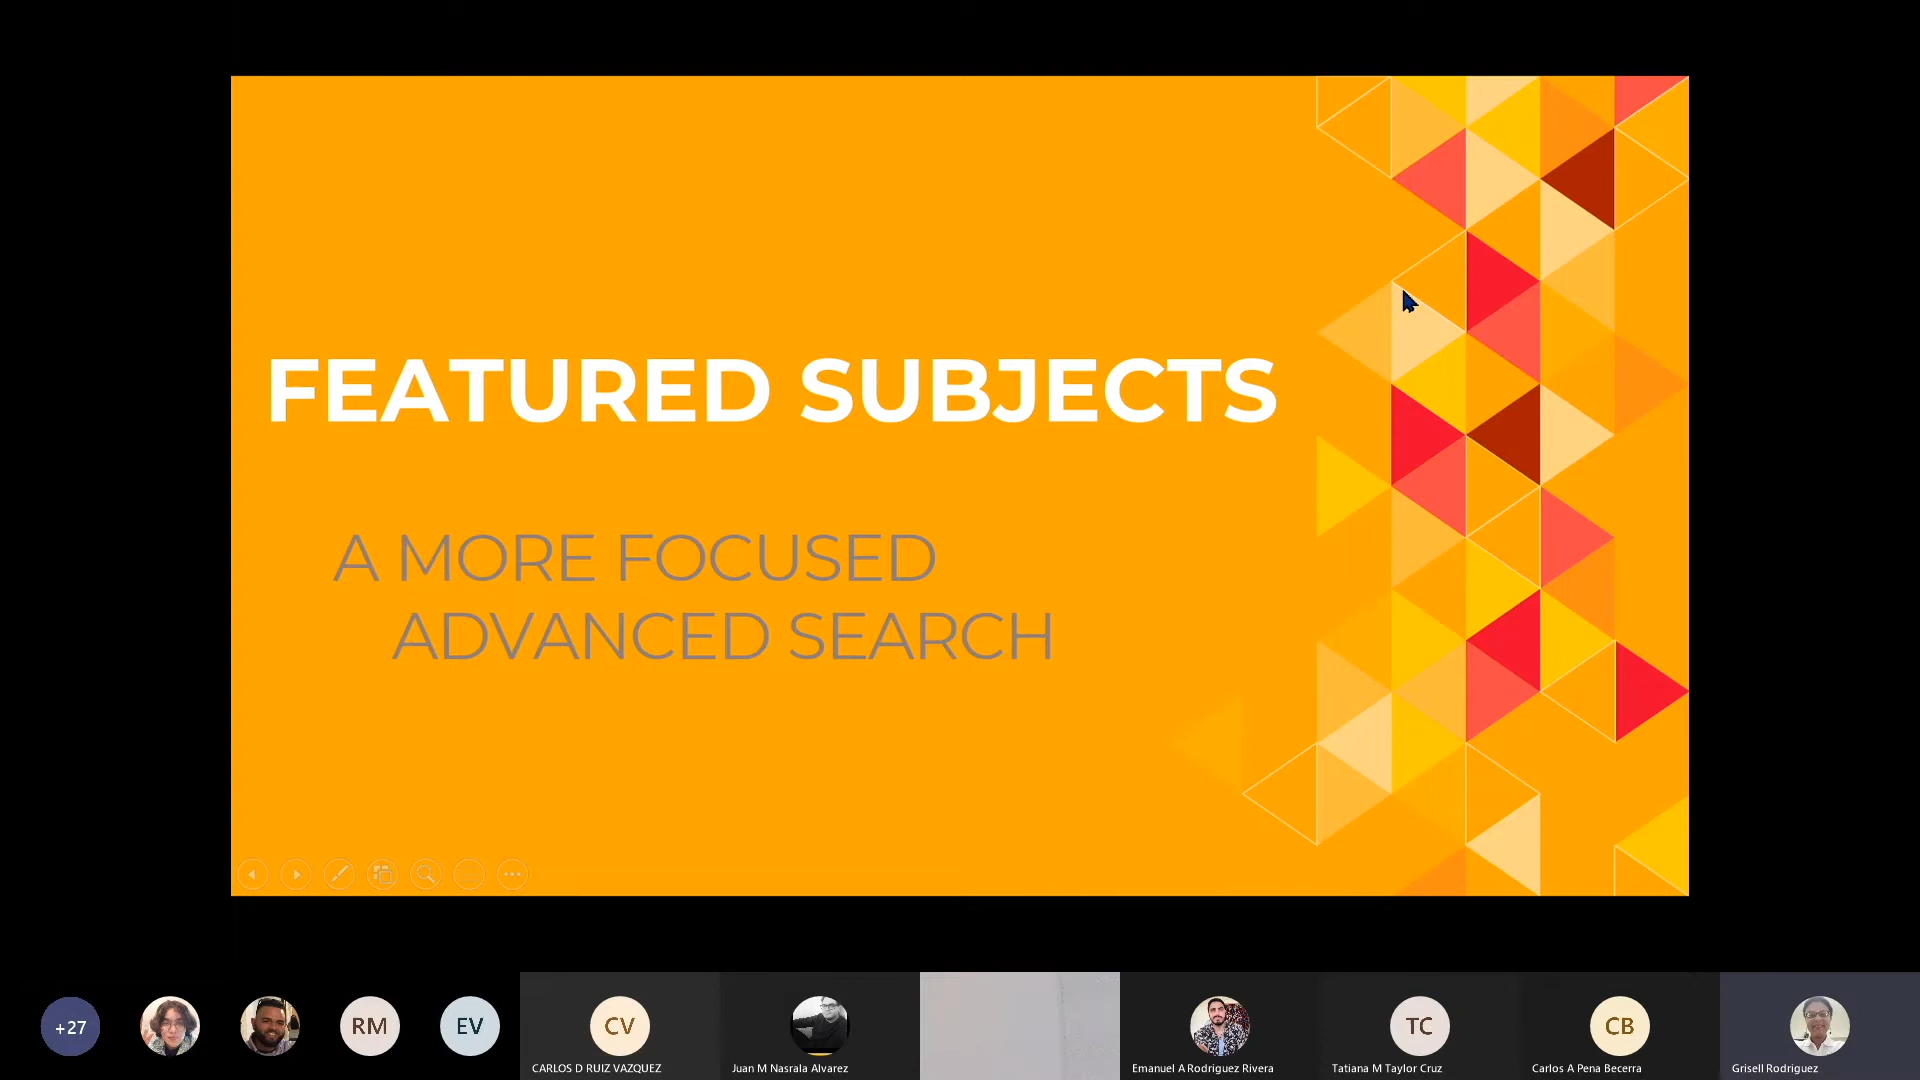 FEATURED SUBJECTS
A MORE FOCUSED
ADVANCED SEARCH
+27
RM
EV
CV
TC
CB
CARLOS D RUIZ VAZQUEZ
Juan M Nasrala Alvarez
Emanuel A Rodriguez Rivera
Tatiana M Taylor Cruz
Carlos A Pena Becerra
Grisell Rodriguez